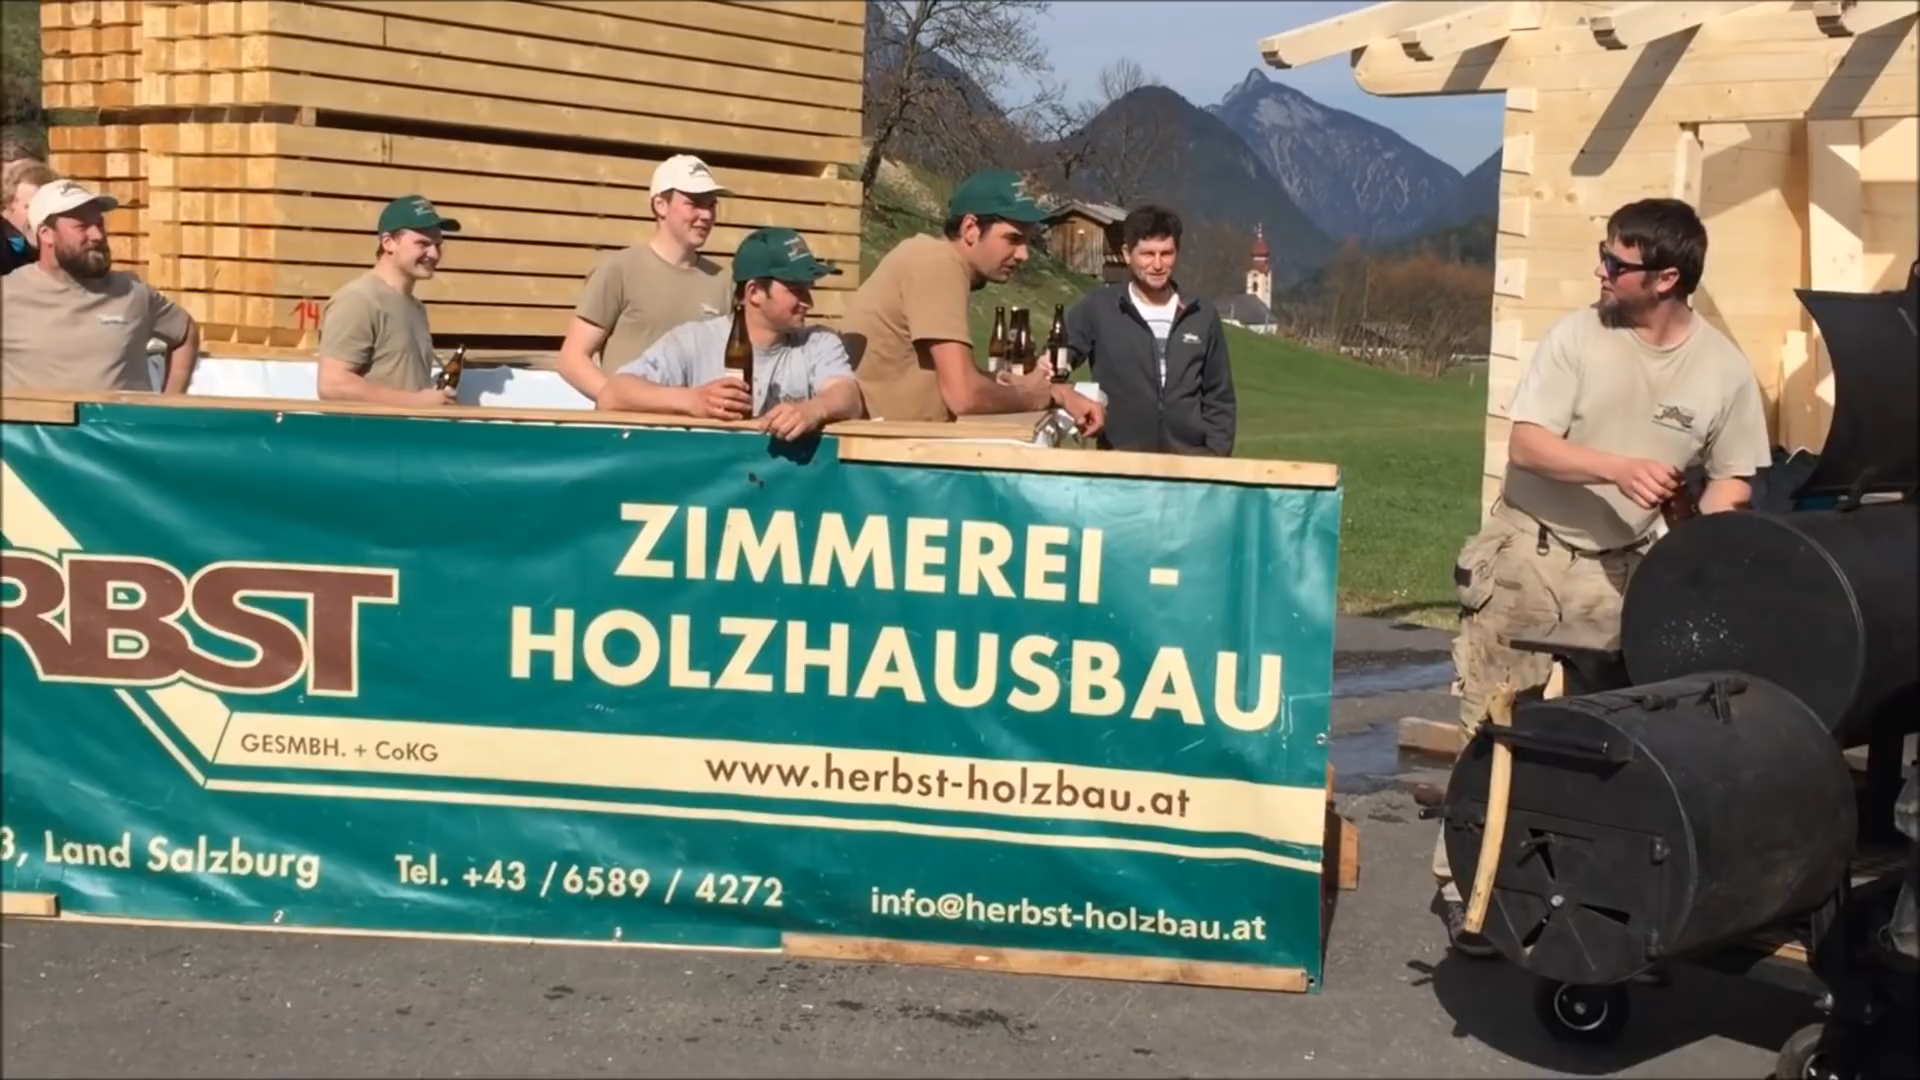 14
RBST
ZIMMEREI -
HOLZHAUSBAU
GESMBH. + CoKG
www.herbst-holzbau.at
3, Land Salzburg
Tel. +43 / 6589 / 4272
info@herbst-holzbau.at